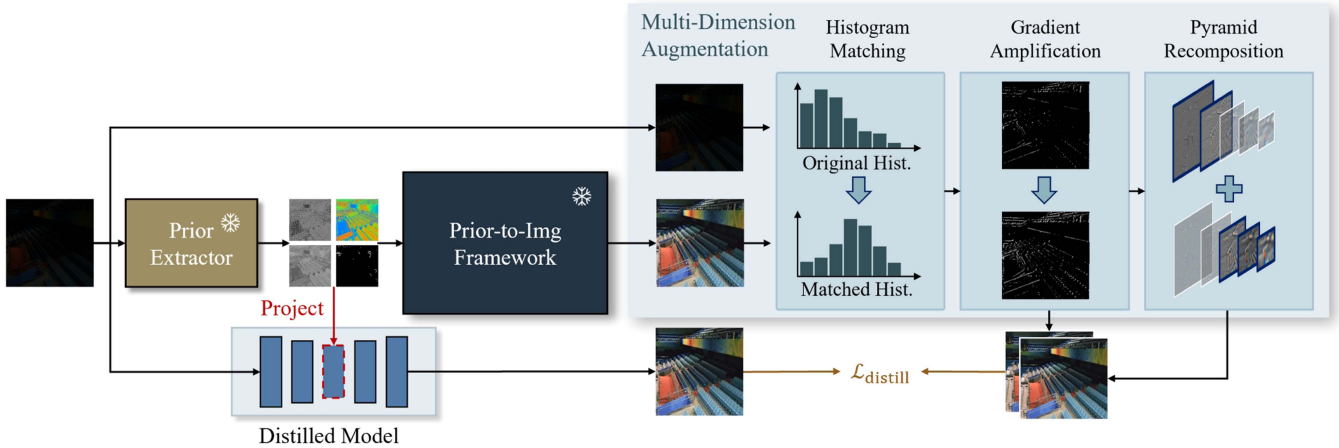 Multi-Dimension
Augmentation
Histogram
Matching
Gradient
Amplification
Pyramid
Recomposition
Original Hist.
Matched Hist.
Prior
Extractor
Prior-to-Img
Framework
Project
Distilled Model
ℒdistill